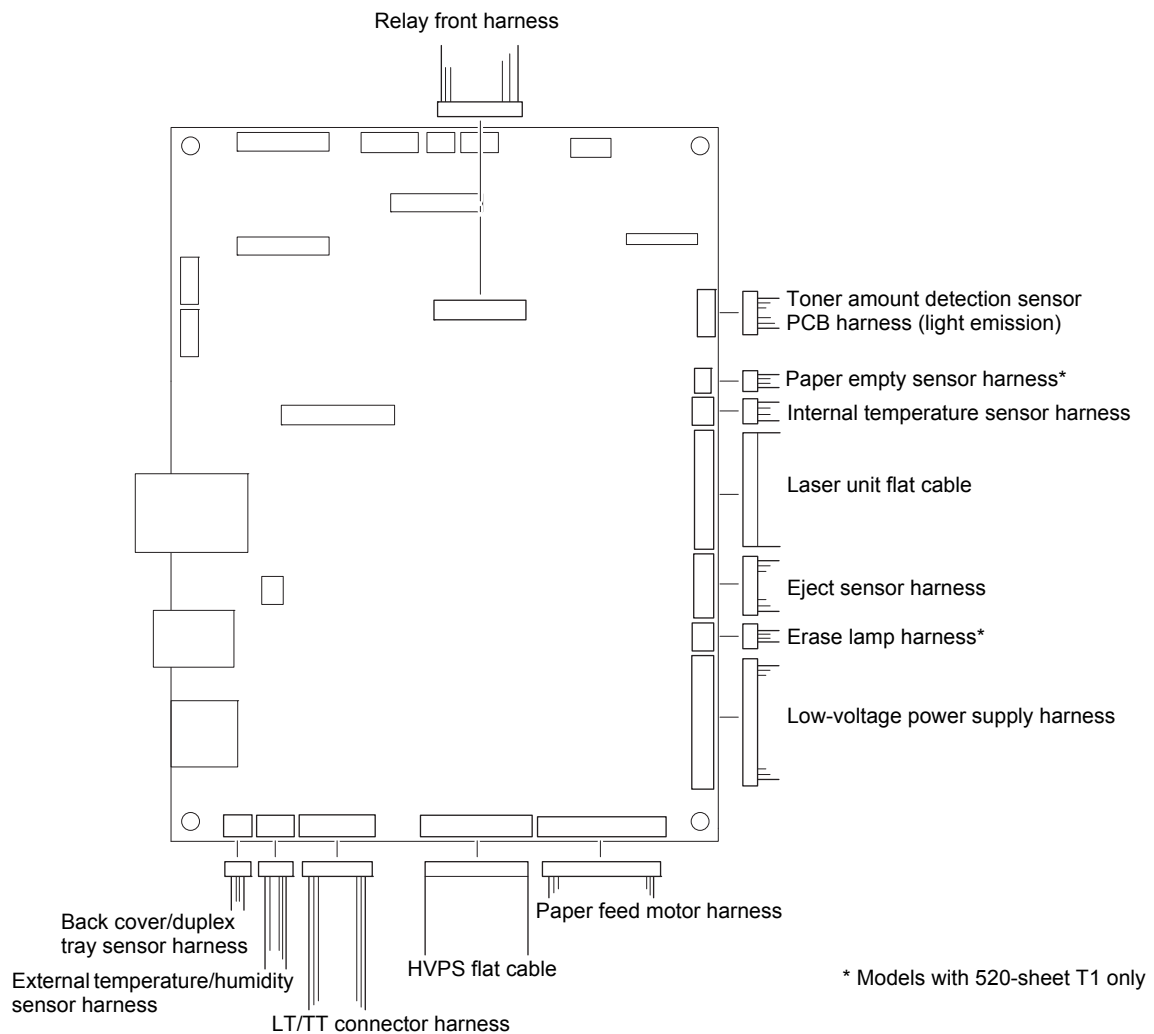 Relay front harness
Toner amount detection sensor
PCB harness (light emission)
Paper empty sensor harness*
Internal temperature sensor harness
Laser unit flat cable
Eject sensor harness
Erase lamp harness*
Low-voltage power supply harness
Back cover/duplex
tray sensor harness
External temperature/humidity
sensor harness
LT/TT connector harness
HVPS flat cable
Paper feed motor harness
* Models with 520-sheet T1 only